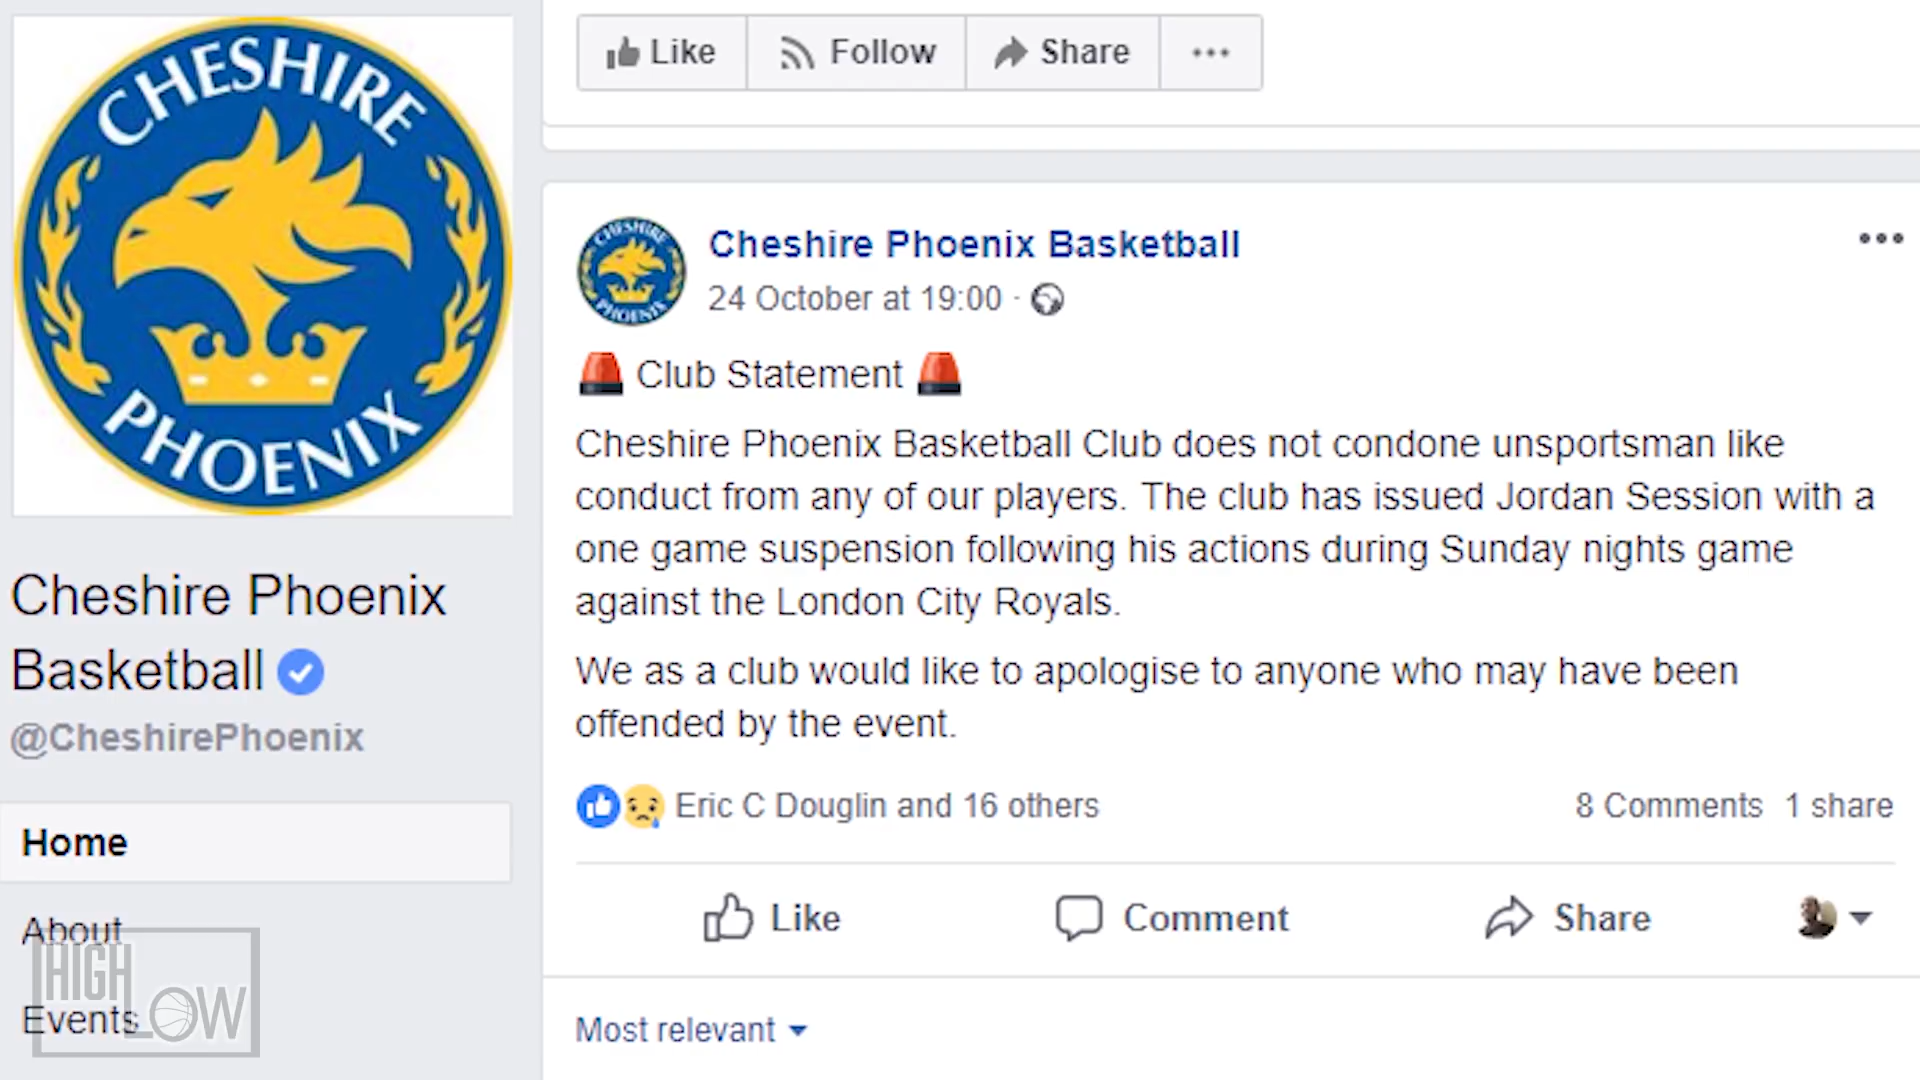 CHESHIRE
PHOENIX
Cheshire Phoenix
Basketball
@CheshirePhoenix
Home
About
Events
HIGH
LOW
Like
Follow
Share
CHESHIRE
PHOENIX
Cheshire Phoenix Basketball
24 October at 19:00 ·
🚨 Club Statement 🚨
Cheshire Phoenix Basketball Club does not condone unsportsman like
conduct from any of our players. The club has issued Jordan Session with a
one game suspension following his actions during Sunday nights game
against the London City Royals.
We as a club would like to apologise to anyone who may have been
offended by the event.
Eric C Douglin and 16 others
8 Comments 1 share
Like
Comment
Share
Most relevant